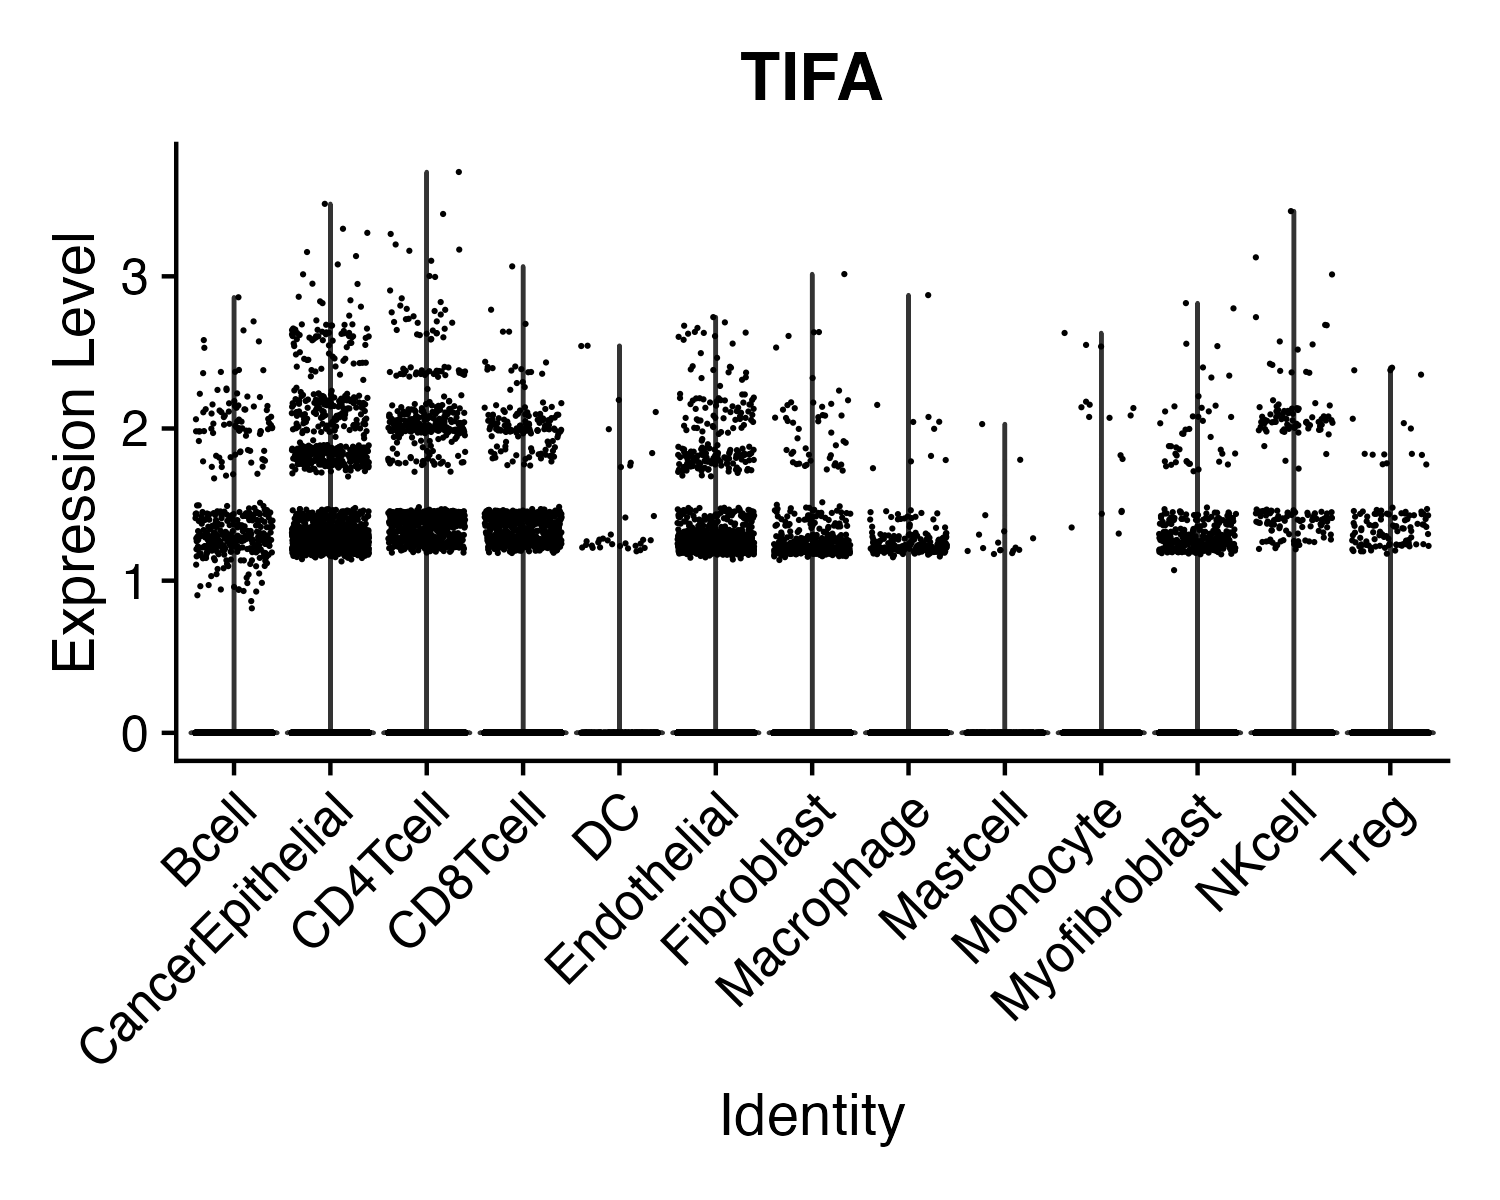 TIFA
Expression Level
3
2
1
0
Bcell
CancerEpithelial
CD4Tcell
CD8Tcell
DC
Endothelial
Fibroblast
Macrophage
Mastcell
Monocyte
Myofibroblast
NKcell
Treg
Identity